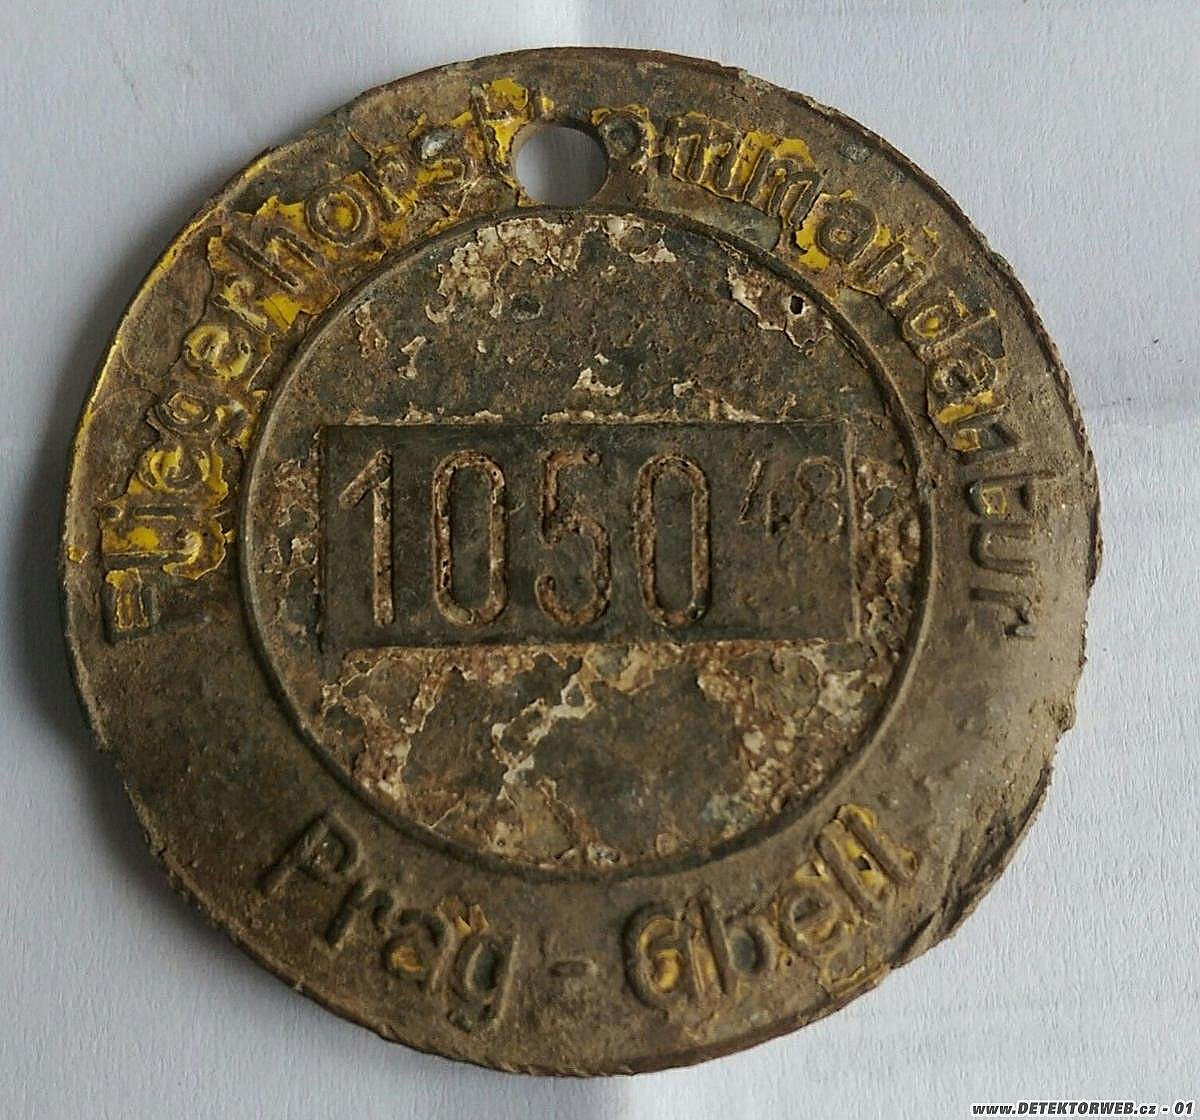 Fliegerhorstkommandantur
1050 48
Prag - Gbell
www.DETEKTORWEB.cz - 01